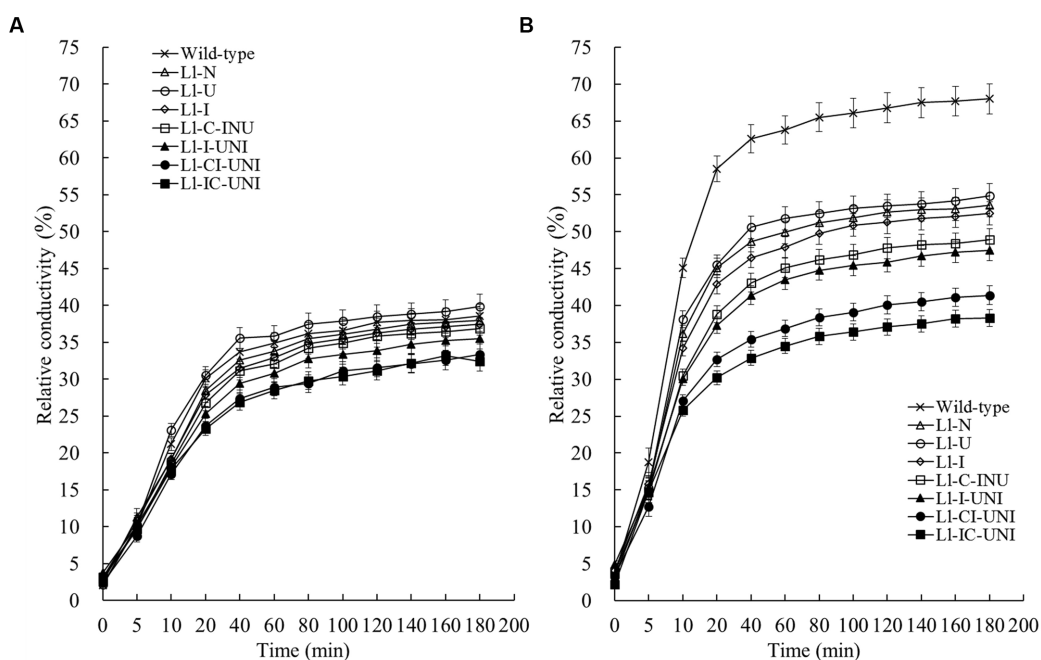 A
75
70
65
60
55
50
45
40
35
30
25
20
15
10
5
0
Relative conductivity (%)
Wild-type
Ll-N
Ll-U
Ll-I
Ll-C-INU
Ll-I-UNI
Ll-CI-UNI
Ll-IC-UNI
0 5 10 20 40 60 80 100 120 140 160 180 200
Time (min)
B
75
70
65
60
55
50
45
40
35
30
25
20
15
10
5
0
Relative conductivity (%)
Wild-type
Ll-N
Ll-U
Ll-I
Ll-C-INU
Ll-I-UNI
Ll-CI-UNI
Ll-IC-UNI
0 5 10 20 40 60 80 100 120 140 160 180 200
Time (min)